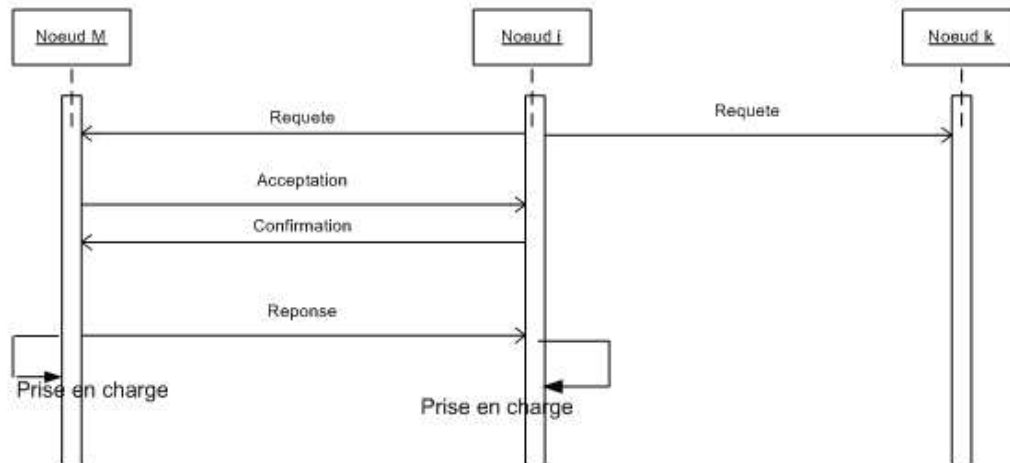 Noeud M
Noeud i
Noeud k
Requete
Requete
Acceptation
Confirmation
Reponse
Prise en charge
Prise en charge